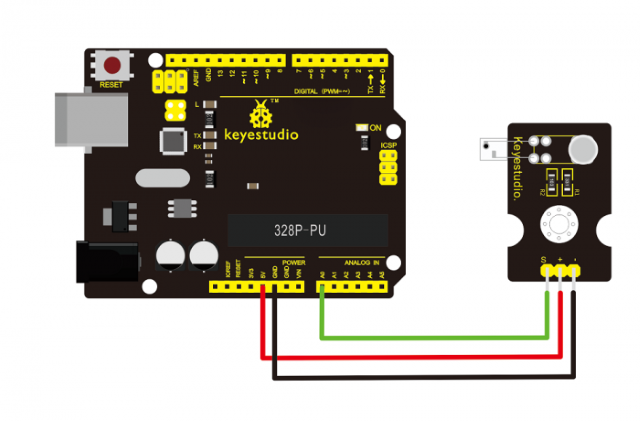 RESET
AREF
GND
13
12
~11
~10
~9
8
7
~6
~5
4
~3
2
TX→1
RX←0
DIGITAL (PWM~)
L
TX
RX
TM
keyestudio
ON
ICSP
328P-PU
POWER
ANALOG IN
IOREF
RESET
3V3
5V
GND
GND
VIN
A0
A1
A2
A3
A4
A5
Keyestudio.
R2
R1
S
+
-